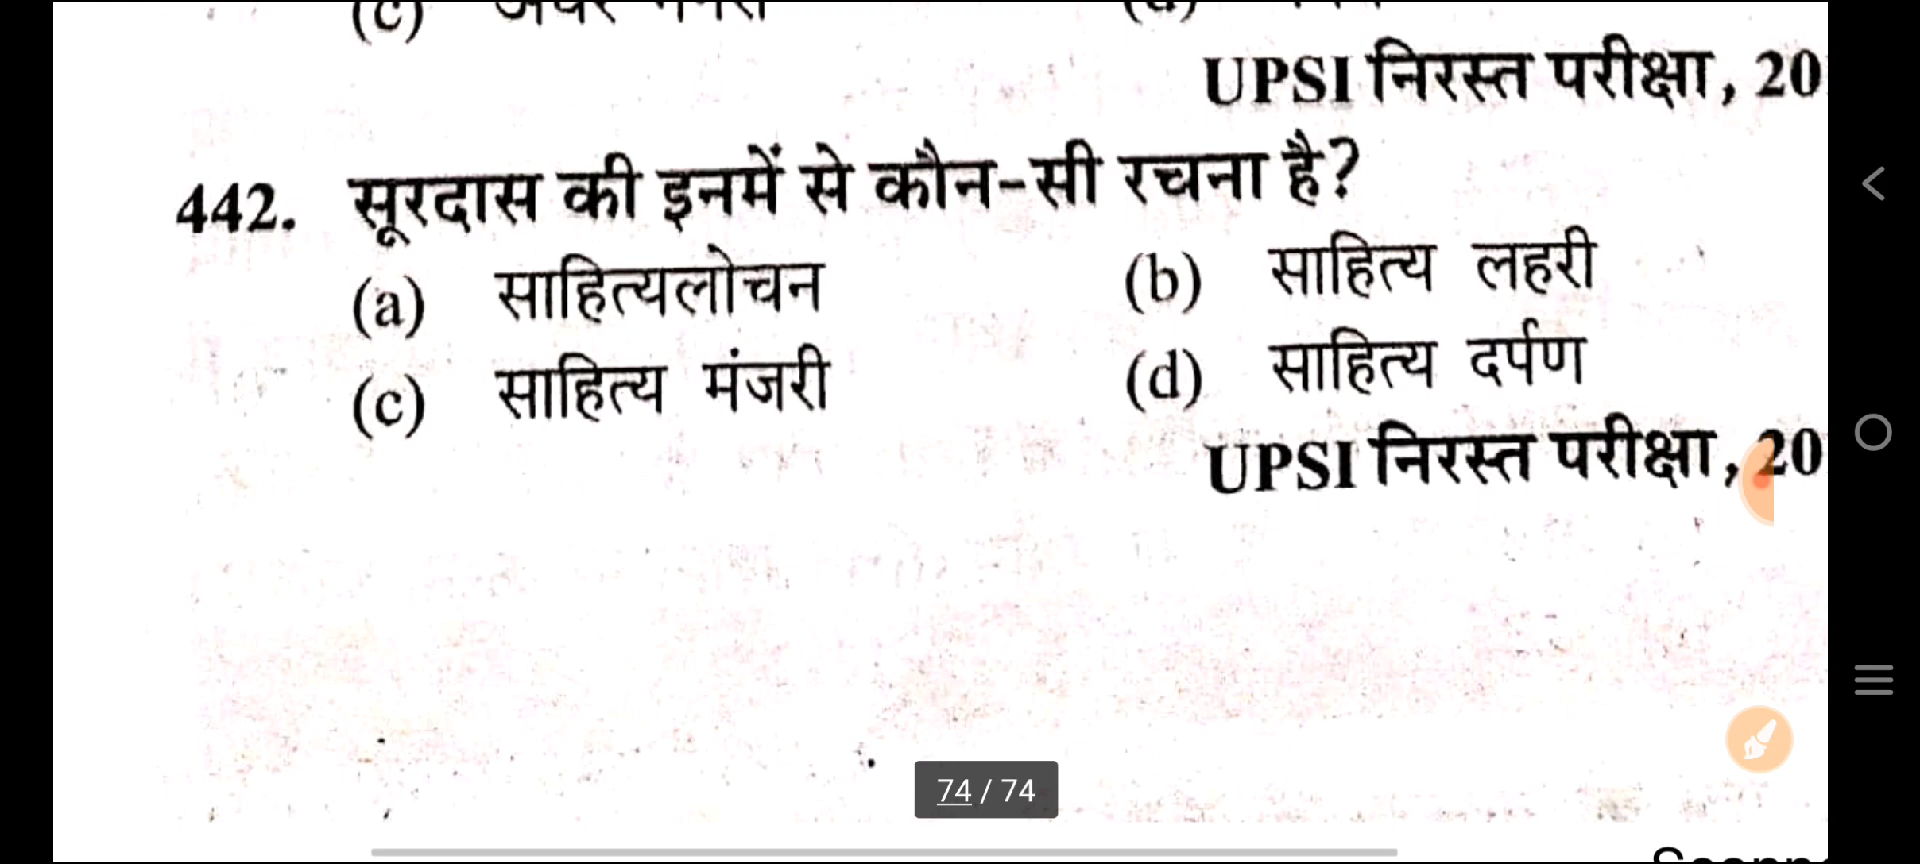 (c)
UPSI निरस्त परीक्षा, 20
442. सूरदास की इनमें से कौन-सी रचना है?
(a) साहित्यलोचन (b) साहित्य लहरी
(c) साहित्य मंजरी (d) साहित्य दर्पण
UPSI निरस्त परीक्षा, 20
74 / 74